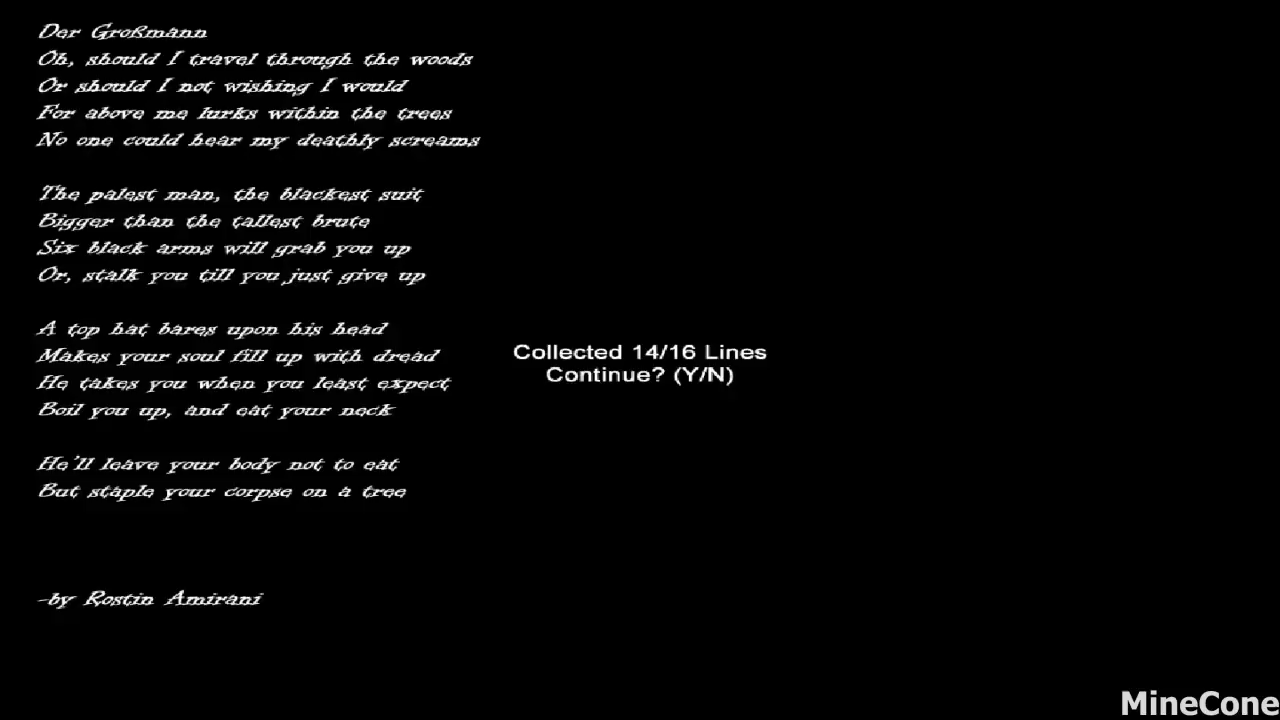 Der Großmann
Oh, should I travel through the woods
Or should I not wishing I would
For above me lurks within the trees
No one could hear my deathly screams
The palest man, the blackest suit
Bigger than the tallest brute
Six black arms will grab you up
Or, stalk you till you just give up
A top hat bares upon his head
Makes your soul fill up with dread
He takes you when you least expect
Boil you up, and eat your neck
He'll leave your body not to eat
But staple your corpse on a tree
-by Rostin Amirani
Collected 14/16 Lines
Continue? (Y/N)
MineCone